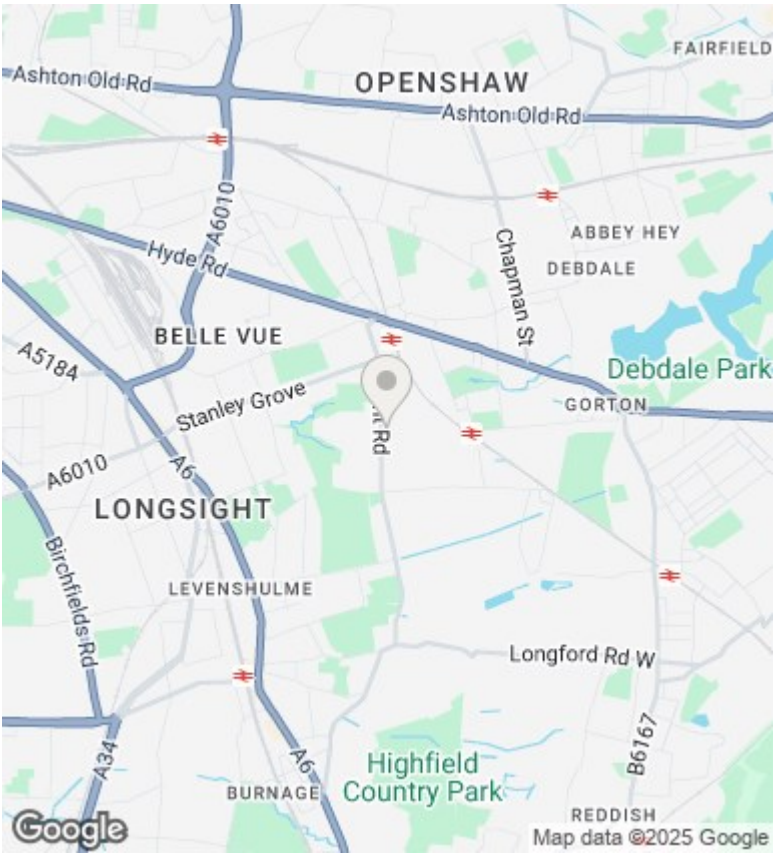 FAIRFIELD
Ashton Old Rd
OPENSHAW
Ashton Old Rd
A6010
Chapman St
ABBEY HEY
Hyde Rd
DEBDALE
BELLE VUE
A5184
Debdale Park
Stanley Grove
GORTON
Rd
A6010
A6
LONGSIGHT
Birchfields Rd
LEVENSHULME
Longford Rd W
A34
A6
B6167
Highfield
Country Park
BURNAGE
REDDISH
Google
Map data ©2025 Google